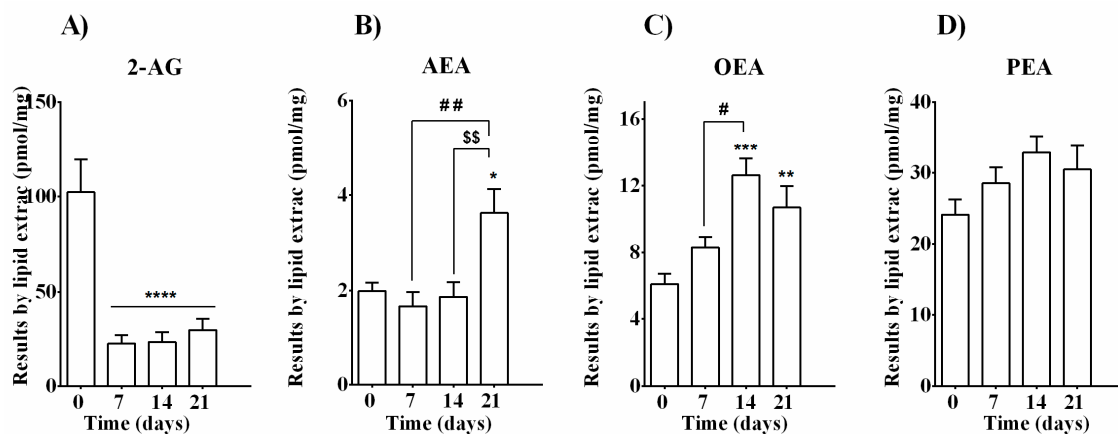 A)
2-AG
Results by lipid extrac (pmol/mg)
150
100
50
0
****
0 7 14 21
Time (days)
B)
AEA
Results by lipid extrac (pmol/mg)
6
4
2
0
##
$$
*
0 7 14 21
Time (days)
C)
OEA
Results by lipid extrac (pmol/mg)
16
12
8
4
0
#
***
**
0 7 14 21
Time (days)
D)
PEA
Results by lipid extrac (pmol/mg)
40
30
20
10
0
0 7 14 21
Time (days)